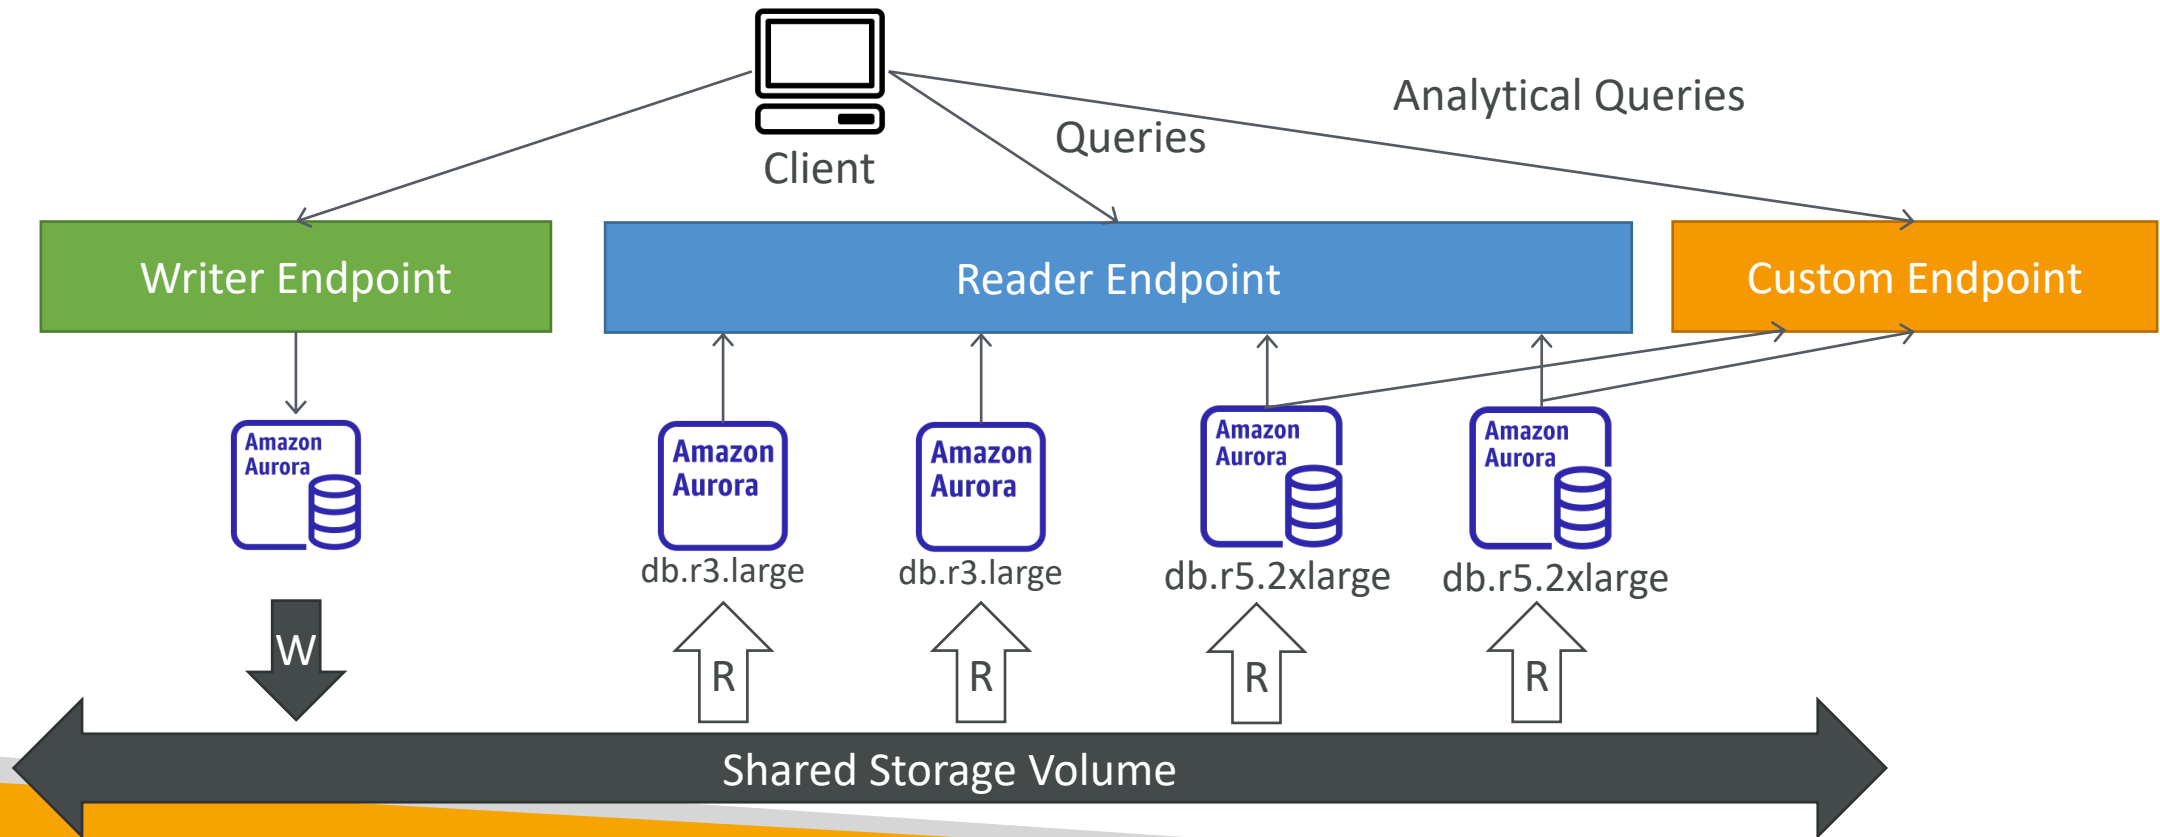 Client
Queries
Analytical Queries
Writer Endpoint
Reader Endpoint
Custom Endpoint
Amazon
Aurora
Amazon
Aurora
db.r3.large
Amazon
Aurora
db.r3.large
Amazon
Aurora
db.r5.2xlarge
Amazon
Aurora
db.r5.2xlarge
W
R
R
R
R
Shared Storage Volume